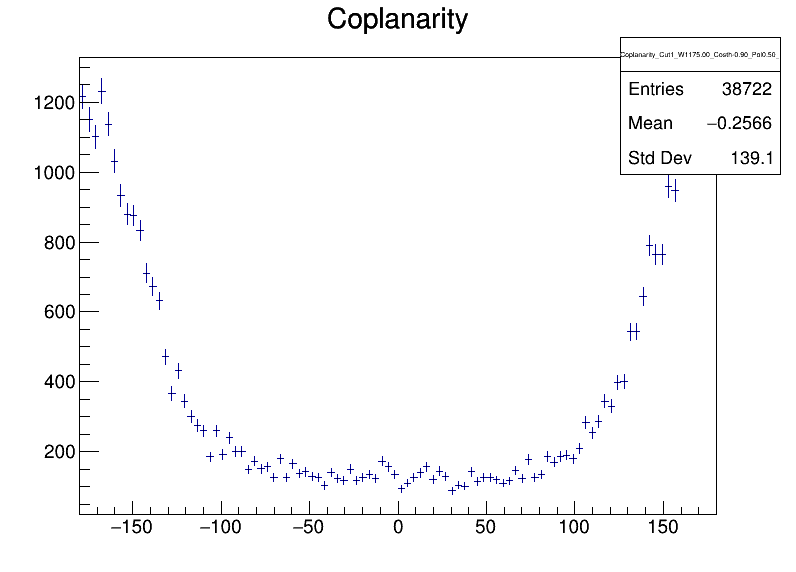 Coplanarity
Coplanarity_Cut1_W1175.00_Costh-0.90_Pol0.50_
Entries 38722
Mean −0.2566
Std Dev 139.1
1200
1000
800
600
400
200
−150 −100 −50 0 50 100 150